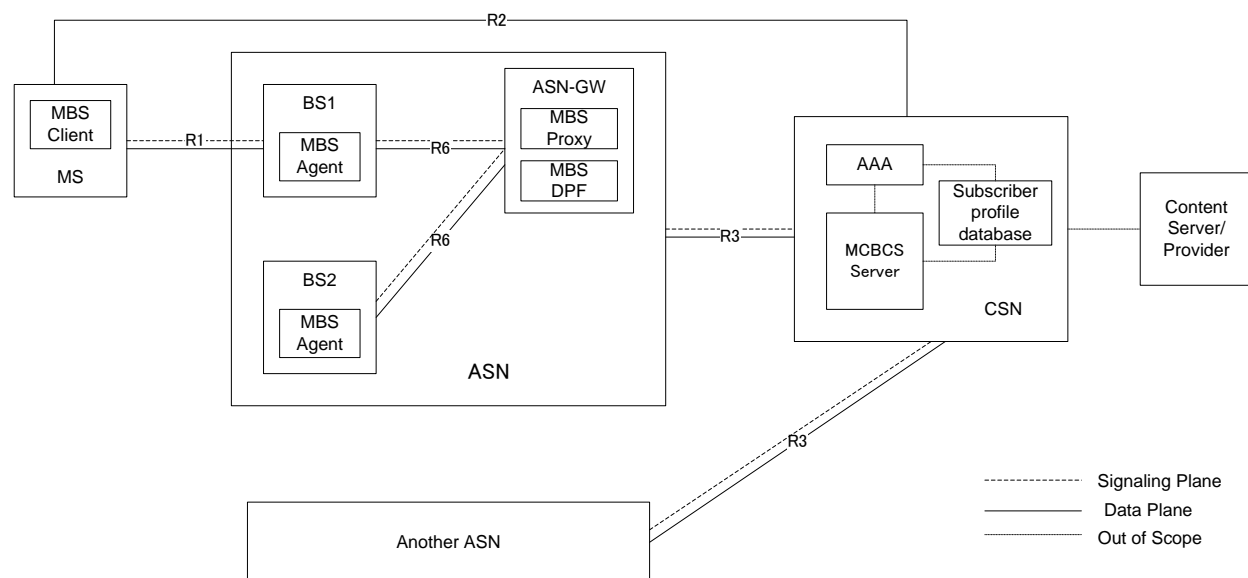 R2
MBS
Client
MS
R1
BS1
MBS
Agent
R6
ASN-GW
MBS
Proxy
MBS
DPF
R6
BS2
MBS
Agent
ASN
R3
AAA
Subscriber
profile
database
MCBCS
Server
CSN
Content
Server/
Provider
R3
Another ASN
Signaling Plane
Data Plane
Out of Scope